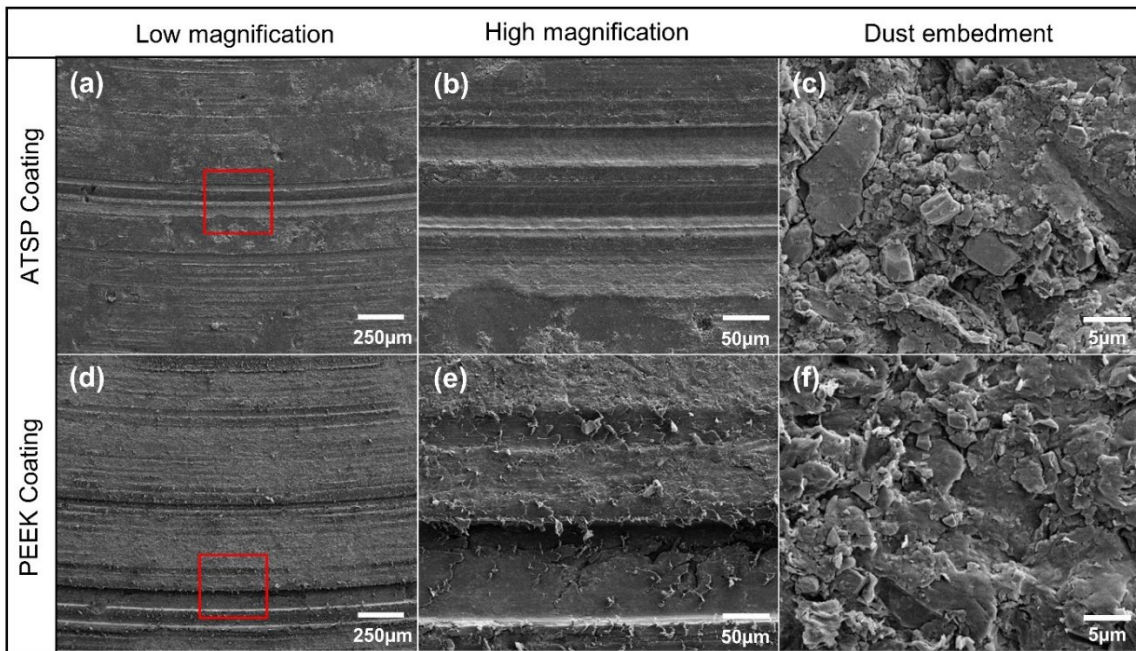 Low magnification
High magnification
Dust embedment
ATSP Coating
(a)
250µm
(b)
50µm
(c)
5µm
PEEK Coating
(d)
250µm
(e)
50µm
(f)
5µm